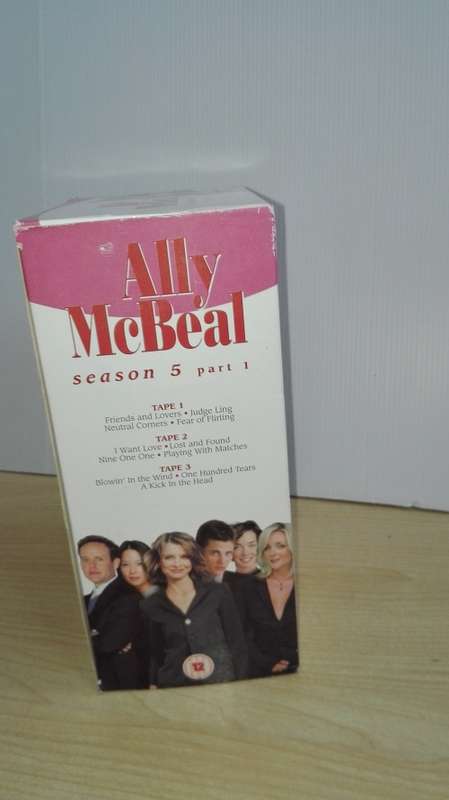 Ally
McBeal
season 5 part 1
TAPE 1
Friends and Lovers • Judge Ling
Neutral Corners • Fear of Flirting
TAPE 2
I Want Love • Lost and Found
Nine One One • Playing With Matches
TAPE 3
Blowin' In the Wind • One Hundred Tears
A Kick In the Head
12